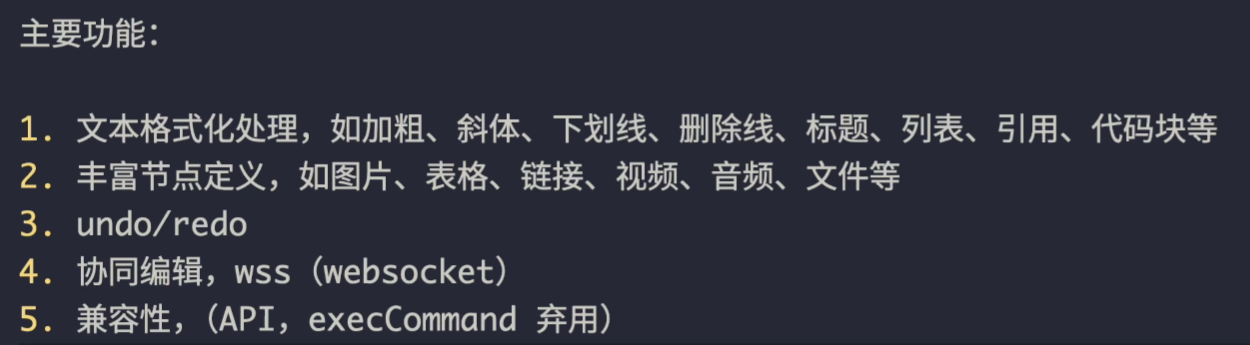 主要功能：
1. 文本格式化处理，如加粗、斜体、下划线、删除线、标题、列表、引用、代码块等
2. 丰富节点定义，如图片、表格、链接、视频、音频、文件等
3. undo/redo
4. 协同编辑，wss（websocket）
5. 兼容性，（API，execCommand 弃用）